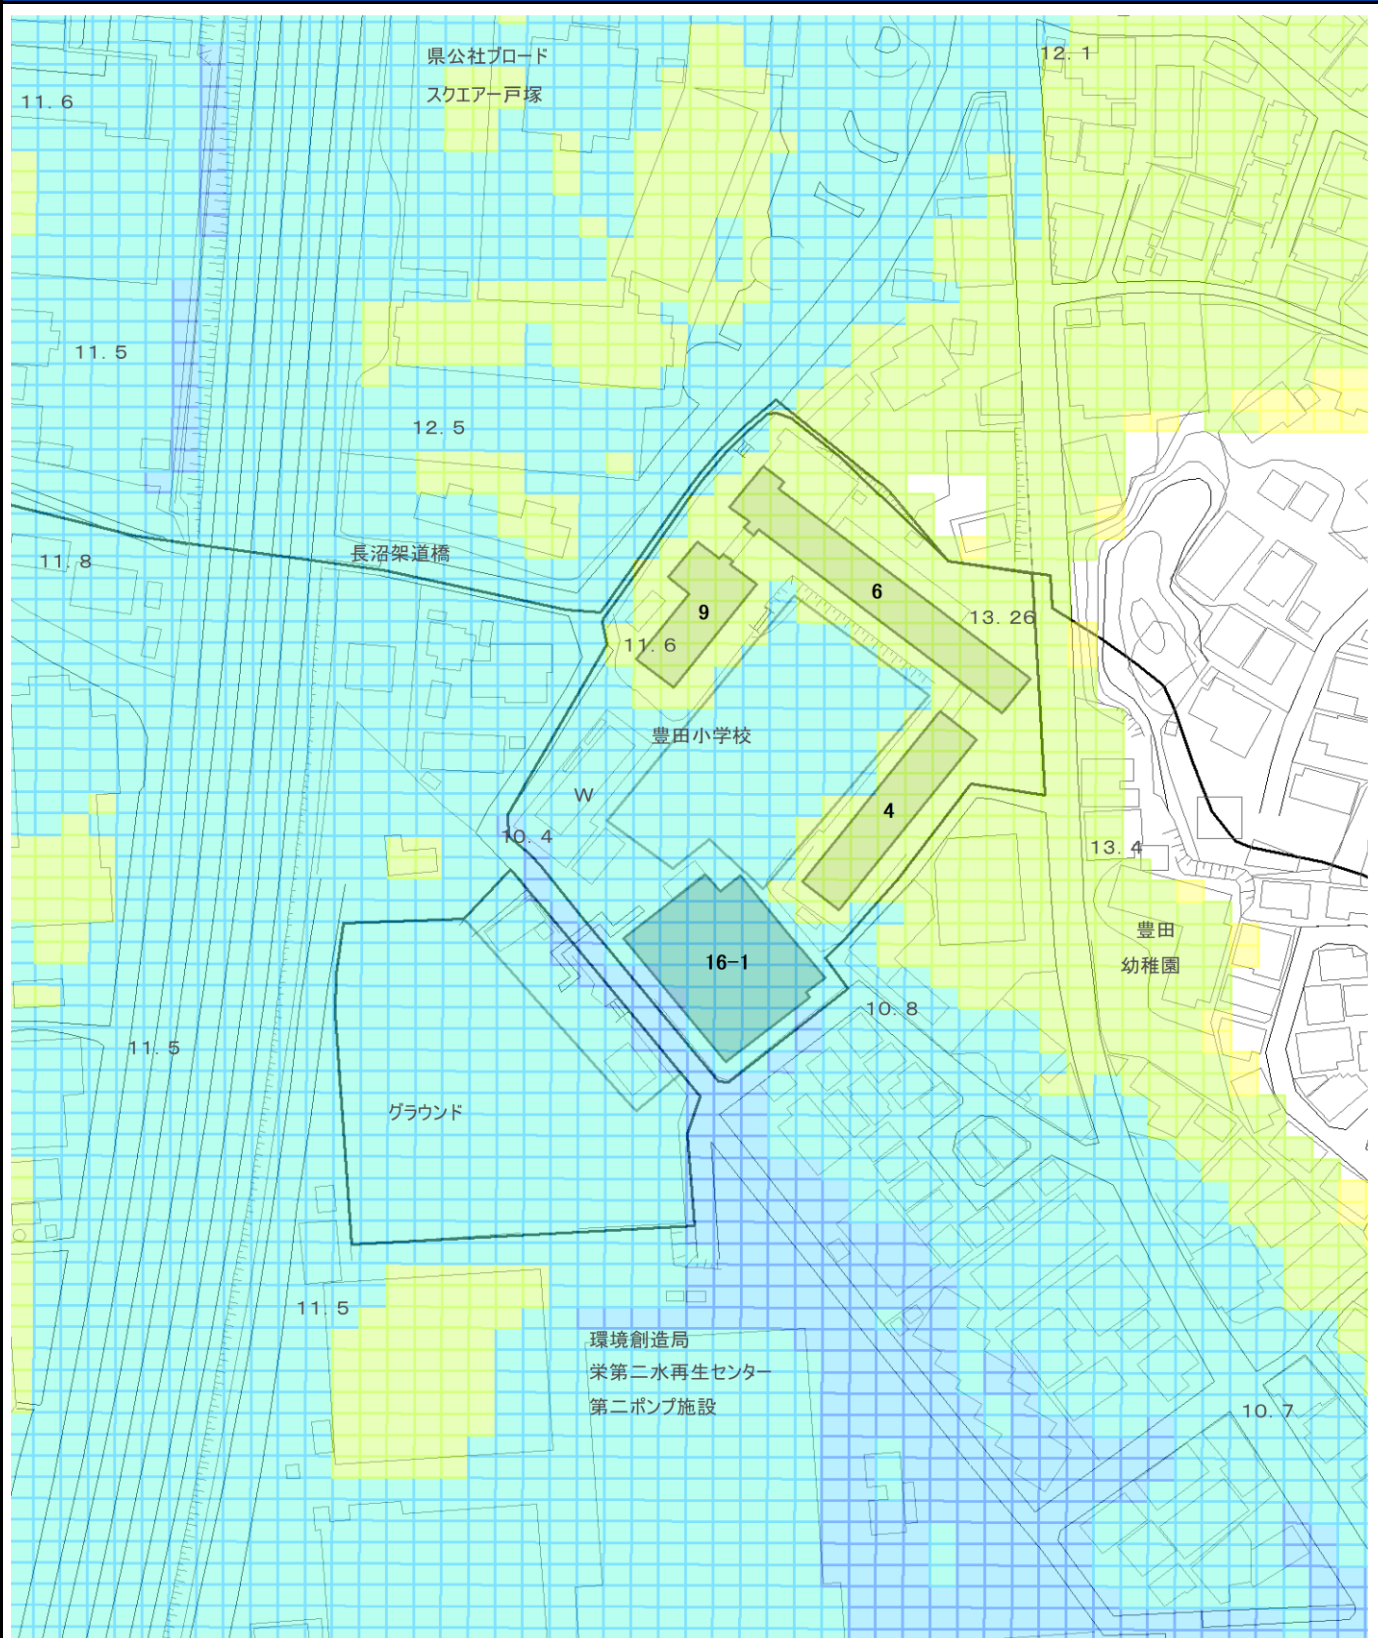 県公社ブロード
スクエアー戸塚
12. 1
11. 6
11. 5
12. 5
長沼架道橋
11. 8
6
9
13. 26
11. 6
豊田小学校
W
4
10. 4
13. 4
豊田
幼稚園
16-1
10. 8
11. 5
グラウンド
11. 5
環境創造局
栄第二水再生センター
第二ポンプ施設
10. 7